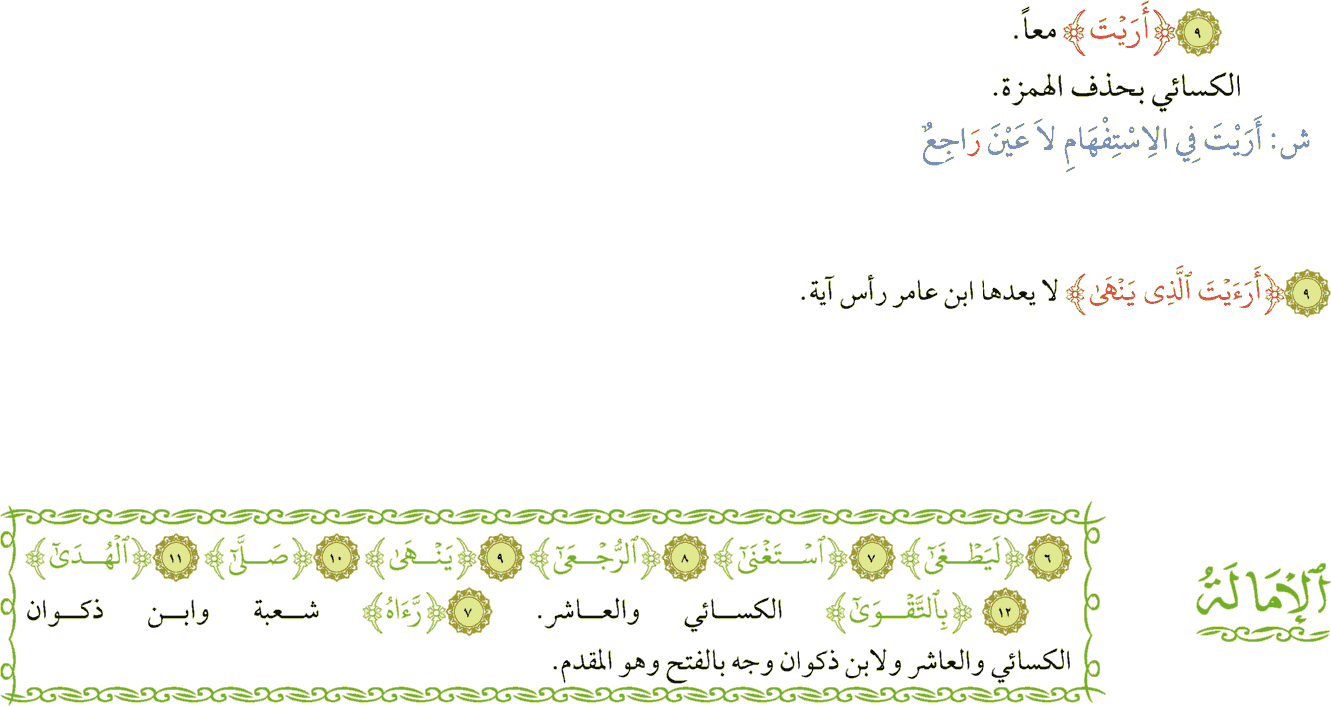 ٩ ﴿أَرَيْتَ﴾ معاً.
الكسائي بحذف الهمزة.
ش: أَرَيْتَ فِي الِاسْتِفْهَامِ لاَ عَيْنَ رَاجِعٌ
٩ ﴿أَرَءَيْتَ ٱلَّذِى يَنْهَىٰ﴾ لا يعدها ابن عامر رأس آية.
ٱلْإِمَالَةُ
٦ ﴿لَيَطْغَىٰٓ﴾ ٧ ﴿ٱسْتَغْنَىٰٓ﴾ ٨ ﴿ٱلرُّجْعَىٰٓ﴾ ٩ ﴿يَنْهَىٰ﴾ ١٠ ﴿صَلَّىٰٓ﴾ ١١ ﴿ٱلْهُدَىٰٓ﴾
١٢ ﴿بِٱلتَّقْوَىٰٓ﴾ الكسائي والعاشر. ٧ ﴿رَّءَاهُ﴾ شعبة وابن ذكوان
الكسائي والعاشر ولابن ذكوان وجه بالفتح وهو المقدم.